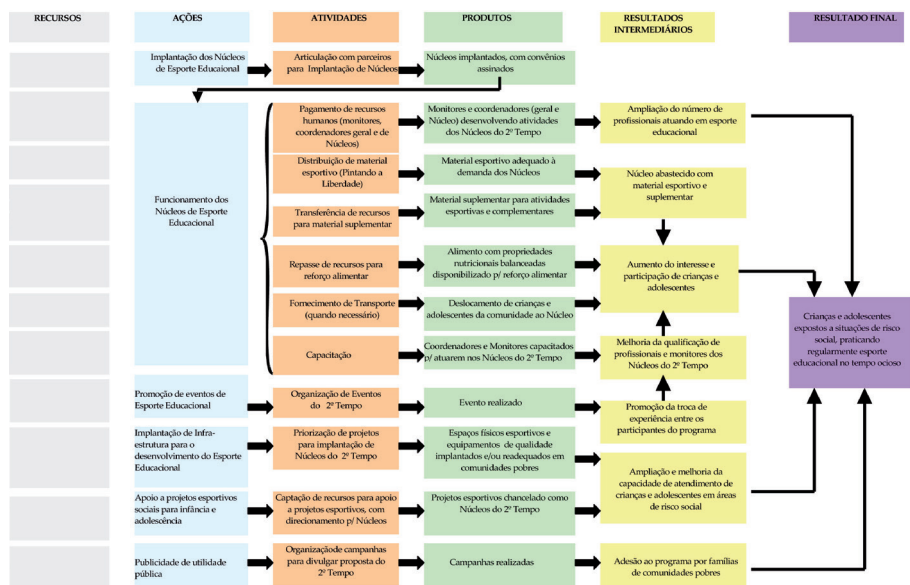 RECURSOS
AÇÕES
ATIVIDADES
PRODUTOS
RESULTADOS
INTERMEDIÁRIOS
RESULTADO FINAL
Implantação dos Núcleos
de Esporte Educaional
Articulação com parceiros
para Implantação de Núcleos
Núcleos implantados, com convênios
assinados
Funcionamento dos
Núcleos de Esporte
Educacional
Pagamento de recursos
humanos (monitores,
coordenadores geral e de
Núcleos)
Monitores e coordenadores (geral e
Núcleo) desenvolvendo atividades
dos Núcleos do 2º Tempo
Ampliação do número de
profissionais atuando em esporte
educacional
Distribuição de material
esportivo (Pintando a
Liberdade)
Material esportivo adequado à
demanda dos Núcleos
Núcleo abastecido com
material esportivo e
suplementar
Transferência de recursos
para material suplementar
Material suplementar para atividades
esportivas e complementares
Repasse de recursos para
reforço alimentar
Alimento com propriedades
nutricionais balanceadas
disponibilizado p/ reforço alimentar
Aumento do interesse e
participação de crianças e
adolescentes
Fornecimento de Transporte
(quando necessário)
Deslocamento de crianças e
adolescentes da comunidade ao Núcleo
Capacitação
Coordenadores e Monitores capacitados
p/ atuarem nos Núcleos do 2º Tempo
Melhoria da qualificação de
profissionais e monitores dos
Núcleos do 2º Tempo
Crianças e adolescentes
expostos a situações de risco
social, praticando
regularmente esporte
educacional no tempo ocioso
Promoção de eventos de
Esporte Educacional
Organização de Eventos
do 2º Tempo
Evento realizado
Promoção da troca de
experiência entre os
participantes do programa
Implantação de Infra-
estrutura para o
desenvolvimento do Esporte
Educacional
Priorização de projetos
para implantação de
Núcleos do 2º Tempo
Espaços físicos esportivos e
equipamentos de qualidade
implantados e/ou readequados em
comunidades pobres
Ampliação e melhoria da
capacidade de atendimento de
crianças e adolescentes em áreas
de risco social
Apoio a projetos esportivos
sociais para infância e
adolescência
Captação de recursos para apoio
a projetos esportivos, com
direcionamento p/ Núcleos
Projetos esportivos chancelado como
Núcleos do 2º Tempo
Publicidade de utilidade
pública
Organizaçãode campanhas
para divulgar proposta do
2º Tempo
Campanhas realizadas
Adesão ao programa por famílias
de comunidades pobres